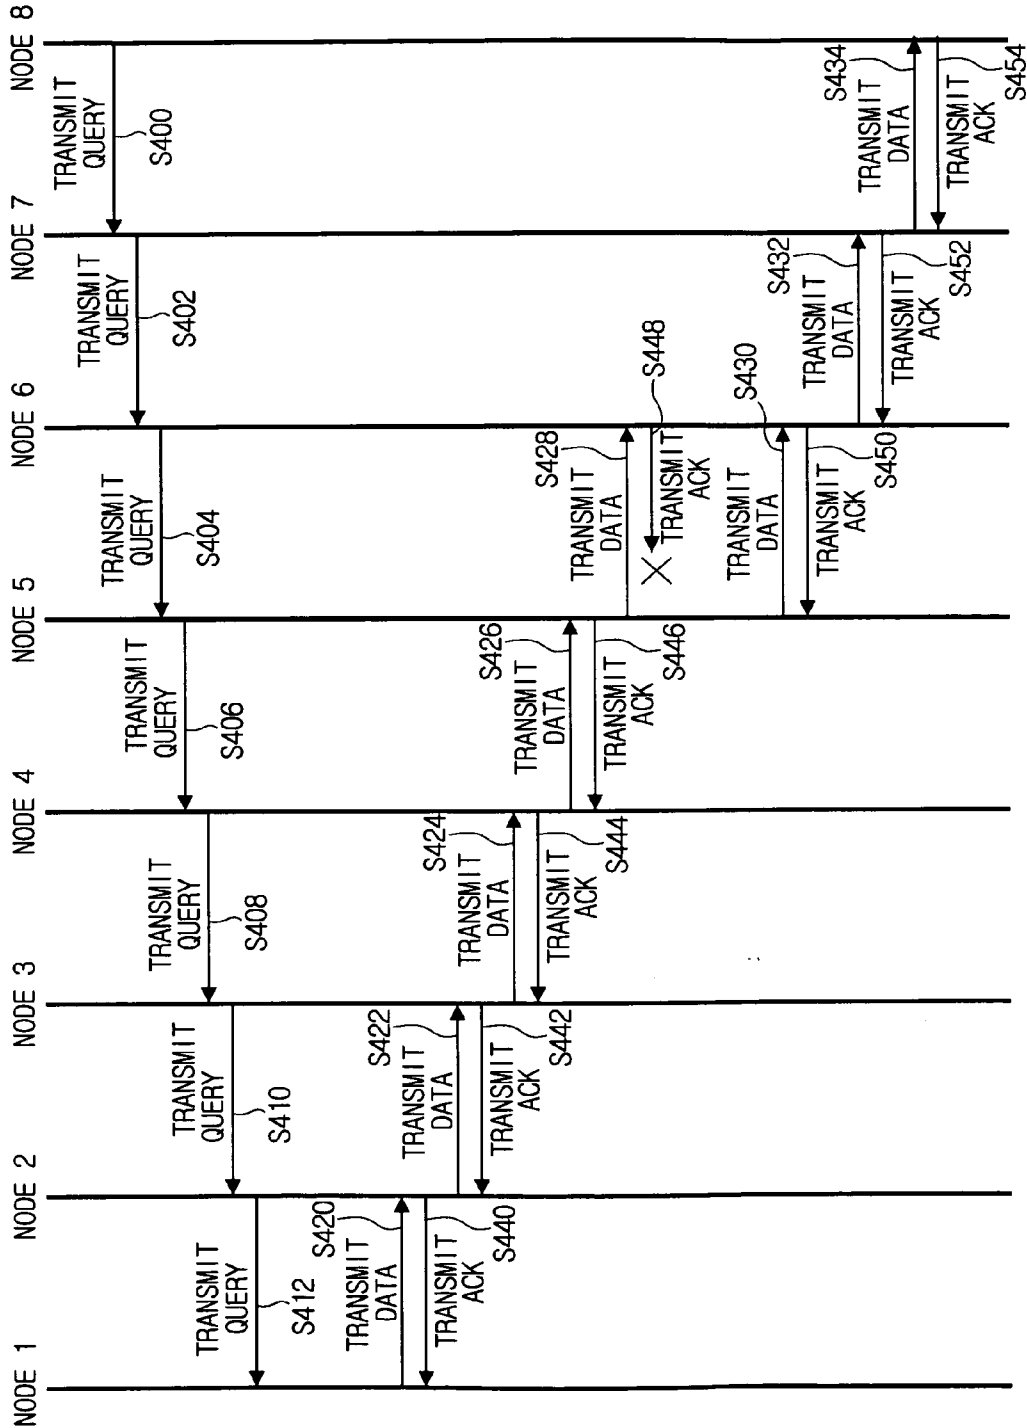 NODE 1
NODE 2
NODE 3
NODE 4
NODE 5
NODE 6
NODE 7
NODE 8
TRANSMIT
QUERY
S400
TRANSMIT
QUERY
S402
TRANSMIT
QUERY
S404
TRANSMIT
QUERY
S406
TRANSMIT
QUERY
S408
TRANSMIT
QUERY
S410
TRANSMIT
QUERY
S412
S420
TRANSMIT
DATA
TRANSMIT
ACK
S440
S422
TRANSMIT
DATA
TRANSMIT
ACK
S442
S424
TRANSMIT
DATA
TRANSMIT
ACK
S444
S426
TRANSMIT
DATA
TRANSMIT
ACK
S446
S428
TRANSMIT
DATA
TRANSMIT
ACK
S448
S430
TRANSMIT
DATA
TRANSMIT
ACK
S450
S432
TRANSMIT
DATA
TRANSMIT
ACK
S452
S434
TRANSMIT
DATA
TRANSMIT
ACK
S454